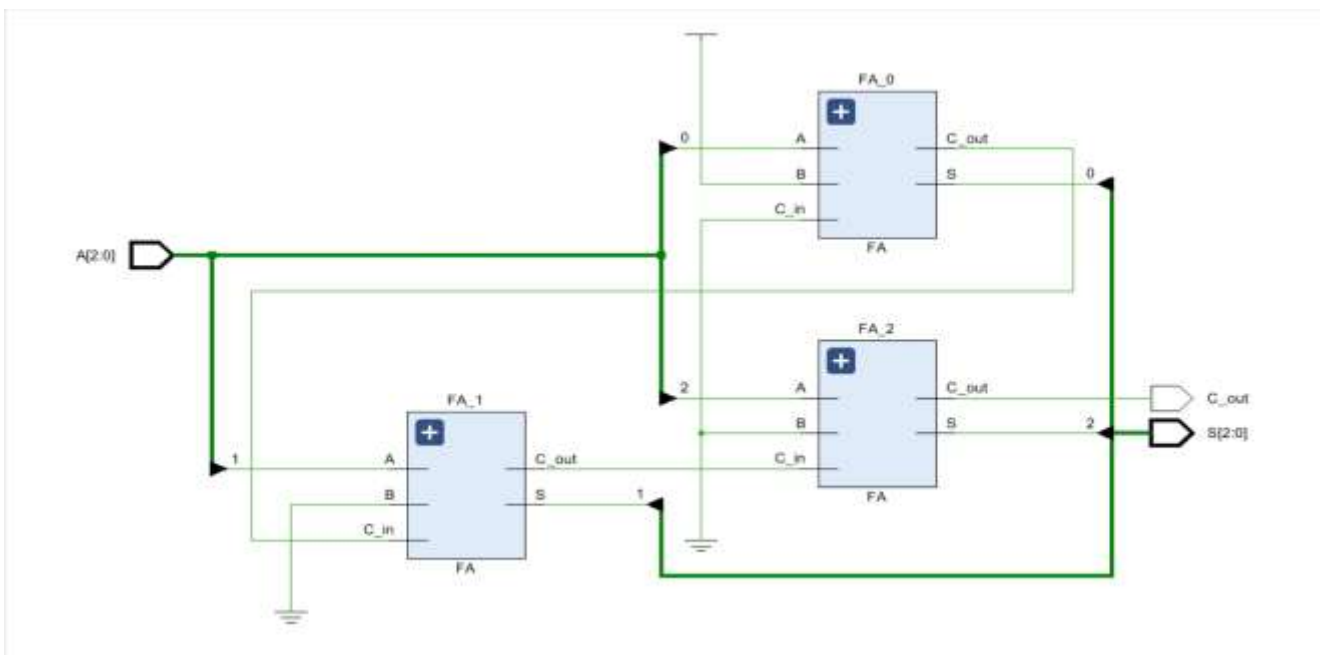 FA_0
0
A
C_out
B
S
0
C_in
FA
A[2:0]
FA_2
2
A
C_out
C_out
B
S
2
S[2:0]
C_in
FA
FA_1
1
A
C_out
B
S
1
C_in
FA